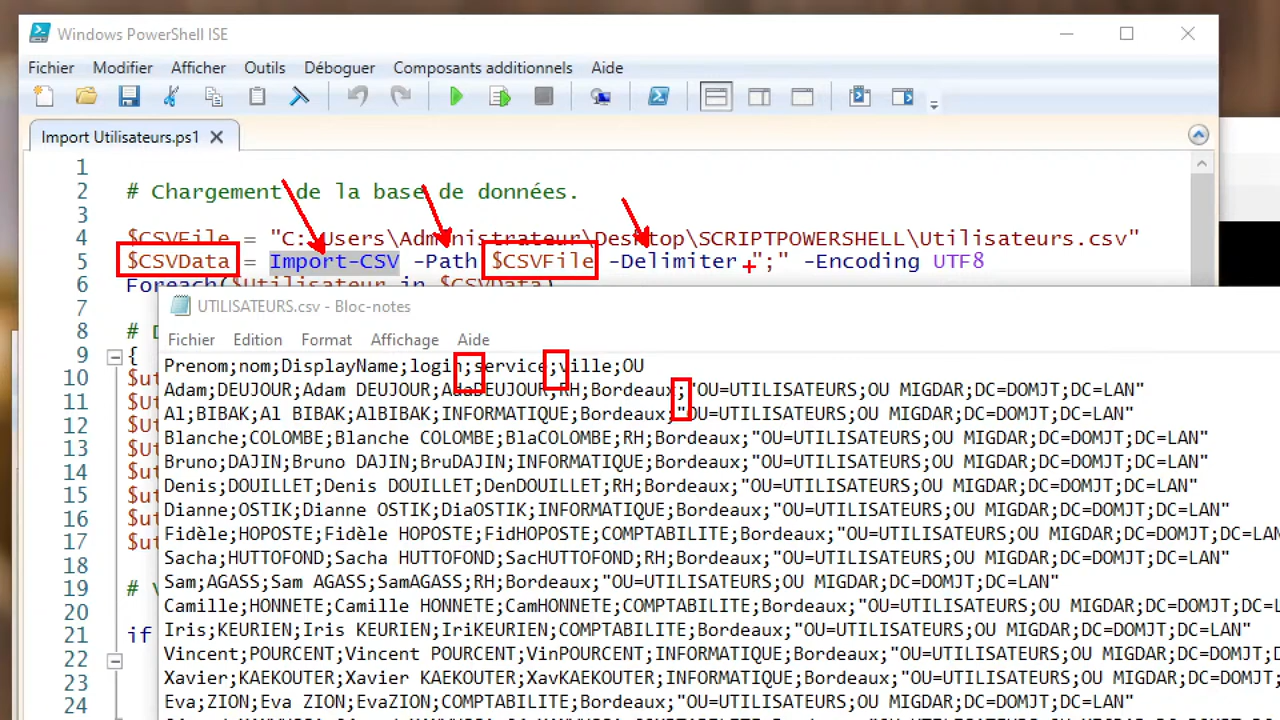 Windows PowerShell ISE
Fichier Modifier Afficher Outils Déboguer Composants additionnels Aide
Import Utilisateurs.ps1
1
2 # Chargement de la base de données.
3
4 $CSVFile = "C:\Users\Administrateur\Desktop\SCRIPTPOWERSHELL\Utilisateurs.csv"
5 $CSVData = Import-CSV -Path $CSVFile -Delimiter ";" -Encoding UTF8
6 Foreach($Utilisateur in $CSVData)
7
8 # D
9 {
10 $ut
11 $ut
12 $ut
13 $ut
14 $ut
15 $ut
16 $ut
17 $ut
18
19 # V
20
21 if
22
23
24
UTILISATEURS.csv - Bloc-notes
Fichier Edition Format Affichage Aide
Prenom;nom;DisplayName;login;service;ville;OU
Adam;DEUJOUR;Adam DEUJOUR;AdaDEUJOUR;RH;Bordeaux;"OU=UTILISATEURS;OU MIGDAR;DC=DOMJT;DC=LAN"
Al;BIBAK;Al BIBAK;AlBIBAK;INFORMATIQUE;Bordeaux;"OU=UTILISATEURS;OU MIGDAR;DC=DOMJT;DC=LAN"
Blanche;COLOMBE;Blanche COLOMBE;BlaCOLOMBE;RH;Bordeaux;"OU=UTILISATEURS;OU MIGDAR;DC=DOMJT;DC=LAN"
Bruno;DAJIN;Bruno DAJIN;BruDAJIN;INFORMATIQUE;Bordeaux;"OU=UTILISATEURS;OU MIGDAR;DC=DOMJT;DC=LAN"
Denis;DOUILLET;Denis DOUILLET;DenDOUILLET;RH;Bordeaux;"OU=UTILISATEURS;OU MIGDAR;DC=DOMJT;DC=LAN"
Dianne;OSTIK;Dianne OSTIK;DiaOSTIK;INFORMATIQUE;Bordeaux;"OU=UTILISATEURS;OU MIGDAR;DC=DOMJT;DC=LAN"
Fidèle;HOPOSTE;Fidèle HOPOSTE;FidHOPOSTE;COMPTABILITE;Bordeaux;"OU=UTILISATEURS;OU MIGDAR;DC=DOMJT;DC=LAN
Sacha;HUTTOFOND;Sacha HUTTOFOND;SacHUTTOFOND;RH;Bordeaux;"OU=UTILISATEURS;OU MIGDAR;DC=DOMJT;DC=LAN"
Sam;AGASS;Sam AGASS;SamAGASS;RH;Bordeaux;"OU=UTILISATEURS;OU MIGDAR;DC=DOMJT;DC=LAN"
Camille;HONNETE;Camille HONNETE;CamHONNETE;COMPTABILITE;Bordeaux;"OU=UTILISATEURS;OU MIGDAR;DC=DOMJT;DC=L
Iris;KEURIEN;Iris KEURIEN;IriKEURIEN;COMPTABILITE;Bordeaux;"OU=UTILISATEURS;OU MIGDAR;DC=DOMJT;DC=LAN"
Vincent;POURCENT;Vincent POURCENT;VinPOURCENT;INFORMATIQUE;Bordeaux;"OU=UTILISATEURS;OU MIGDAR;DC=DOMJT;D
Xavier;KAEKOUTER;Xavier KAEKOUTER;XavKAEKOUTER;INFORMATIQUE;Bordeaux;"OU=UTILISATEURS;OU MIGDAR;DC=DOMJT;
Eva;ZION;Eva ZION;EvaZION;COMPTABILITE;Bordeaux;"OU=UTILISATEURS;OU MIGDAR;DC=DOMJT;DC=LAN"